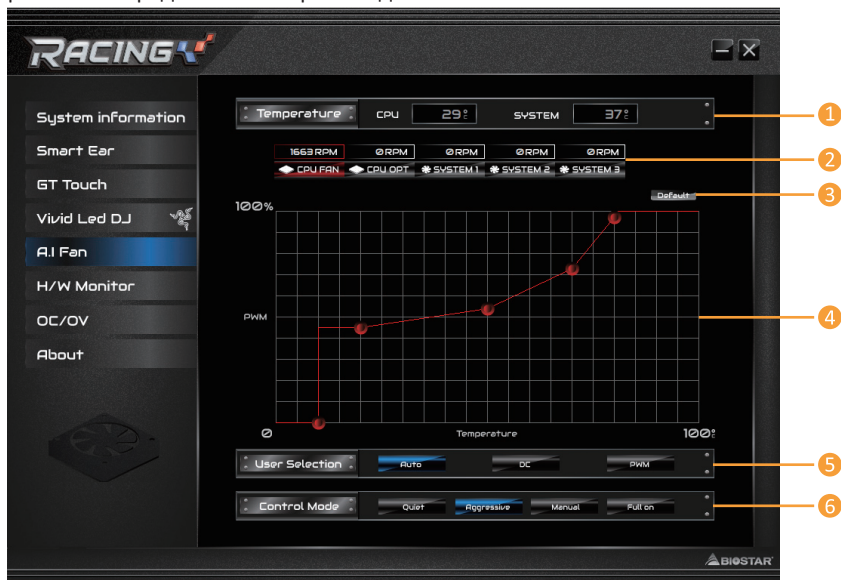 RACING
System information
Smart Ear
GT Touch
Vivid Led DJ
A.I Fan
H/W Monitor
OC/OV
About
Temperature CPU 29°C SYSTEM 37°C
1
1663 RPM 0 RPM 0 RPM 0 RPM 0 RPM
CPU FAN CPU OPT SYSTEM 1 SYSTEM 2 SYSTEM 3
2
Default
3
100%
PWM
4
0 Temperature 100°C
User Selection Auto DC PWM
5
Control Mode Quiet Aggressive Manual Full on
6
BIOSTAR